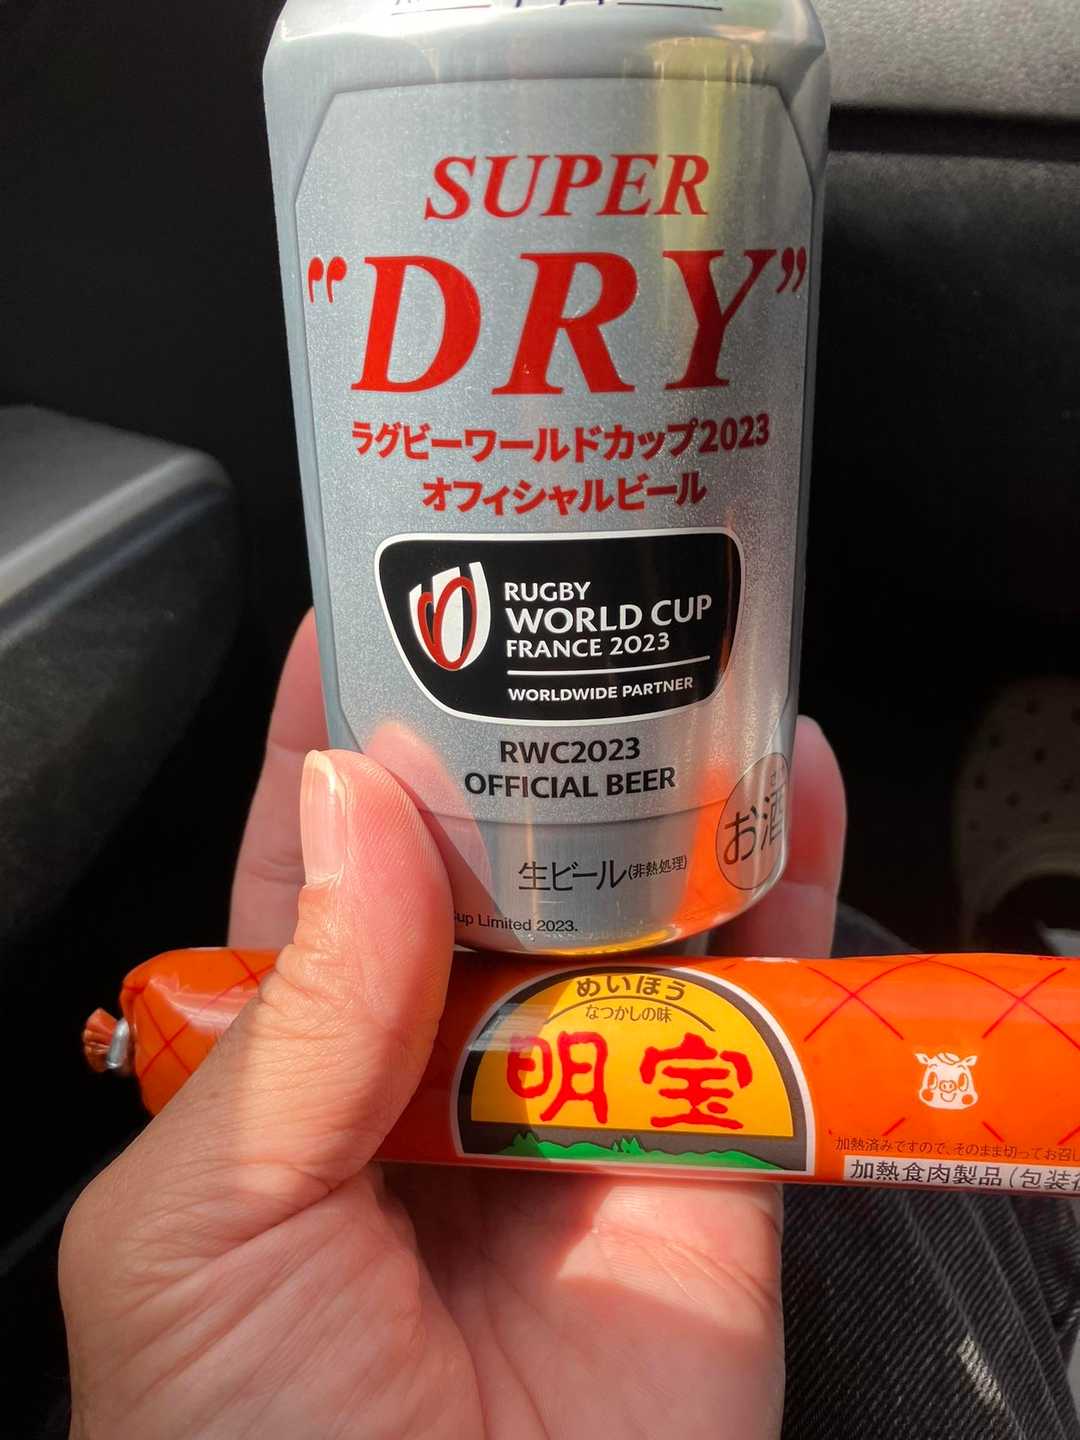 SUPER
“DRY”
ラグビーワールドカップ2023
オフィシャルビール
RUGBY
WORLD CUP
FRANCE 2023
WORLDWIDE PARTNER
RWC2023
OFFICIAL BEER
お酒
生ビール(非熱処理)
Cup Limited 2023.
めいほう
なつかしの味
明宝
加熱済みですので、そのまま切ってお召し
加熱食肉製品(包装後